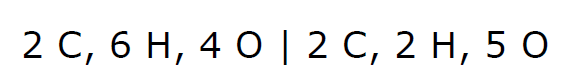 2 C, 6 H, 4 O | 2 C, 2 H, 5 O